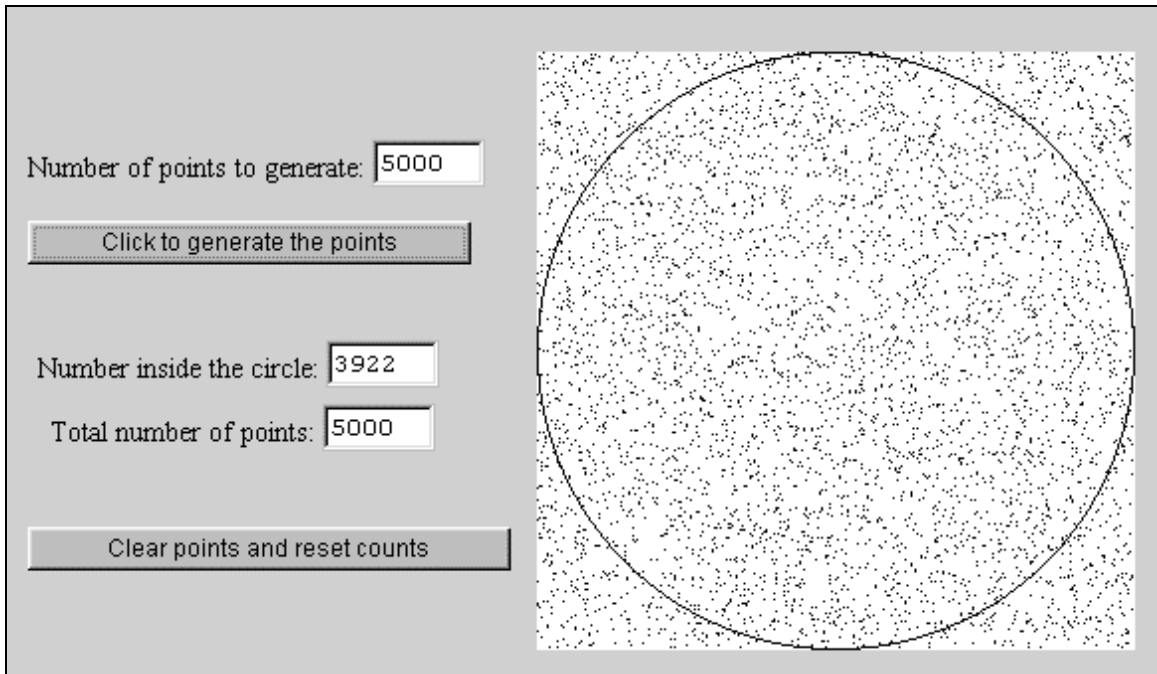 Number of points to generate: 5000
Click to generate the points
Number inside the circle: 3922
Total number of points: 5000
Clear points and reset counts